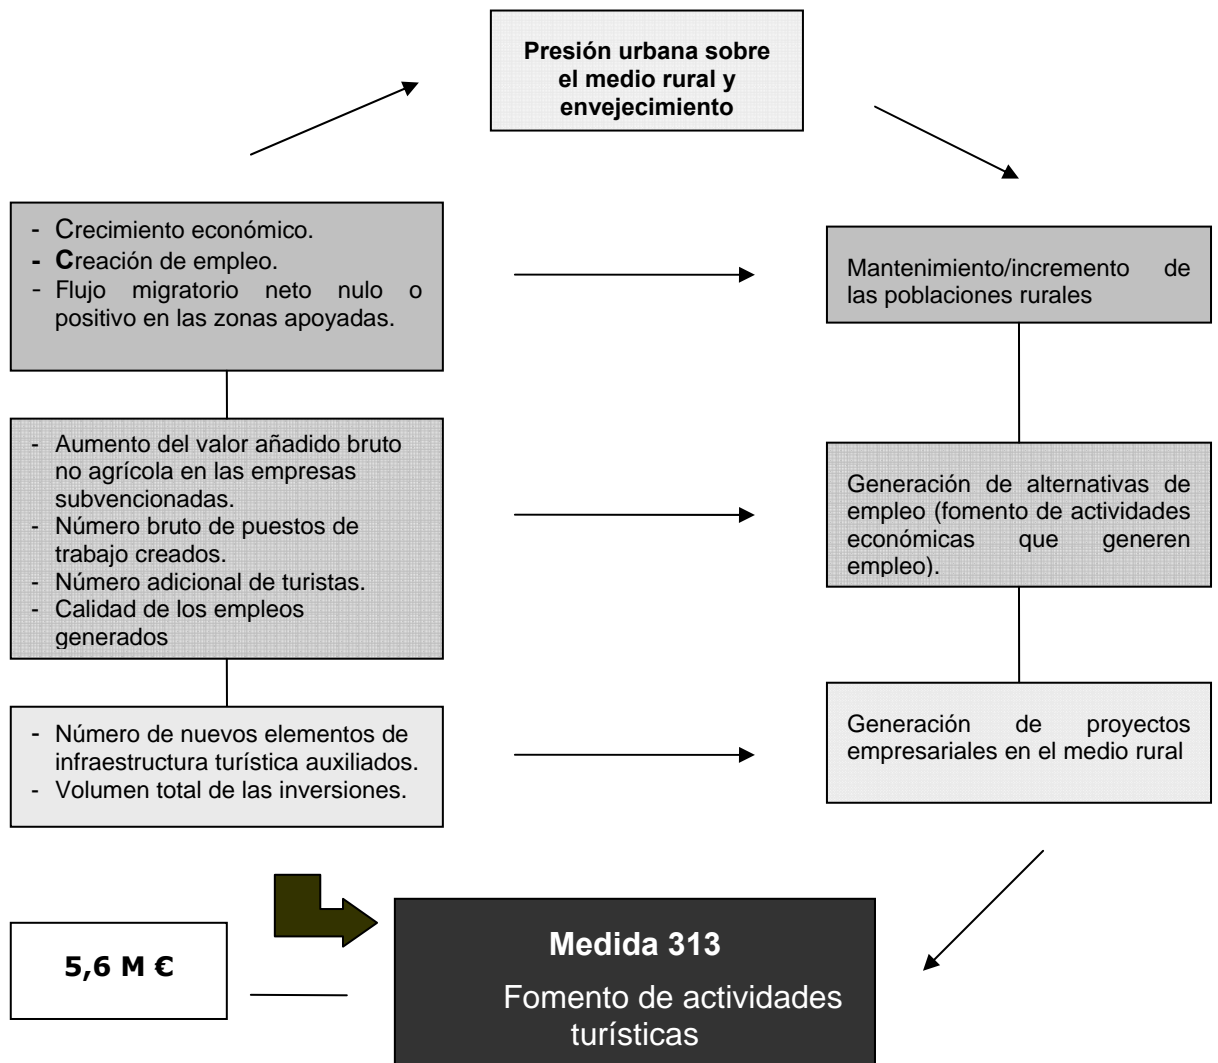 Presión urbana sobre
el medio rural y
envejecimiento
- Crecimiento económico.
- Creación de empleo.
- Flujo migratorio neto nulo o
positivo en las zonas apoyadas.
Mantenimiento/incremento de
las poblaciones rurales
- Aumento del valor añadido bruto
no agrícola en las empresas
subvencionadas.
- Número bruto de puestos de
trabajo creados.
- Número adicional de turistas.
- Calidad de los empleos
generados
Generación de alternativas de
empleo (fomento de actividades
económicas que generen
empleo).
- Número de nuevos elementos de
infraestructura turística auxiliados.
- Volumen total de las inversiones.
Generación de proyectos
empresariales en el medio rural
5,6 M €
Medida 313
Fomento de actividades
turísticas